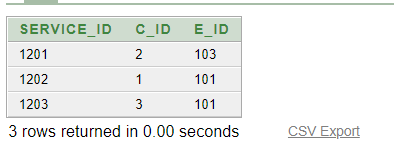 SERVICE_ID C_ID E_ID
1201 2 103
1202 1 101
1203 3 101
3 rows returned in 0.00 seconds CSV Export